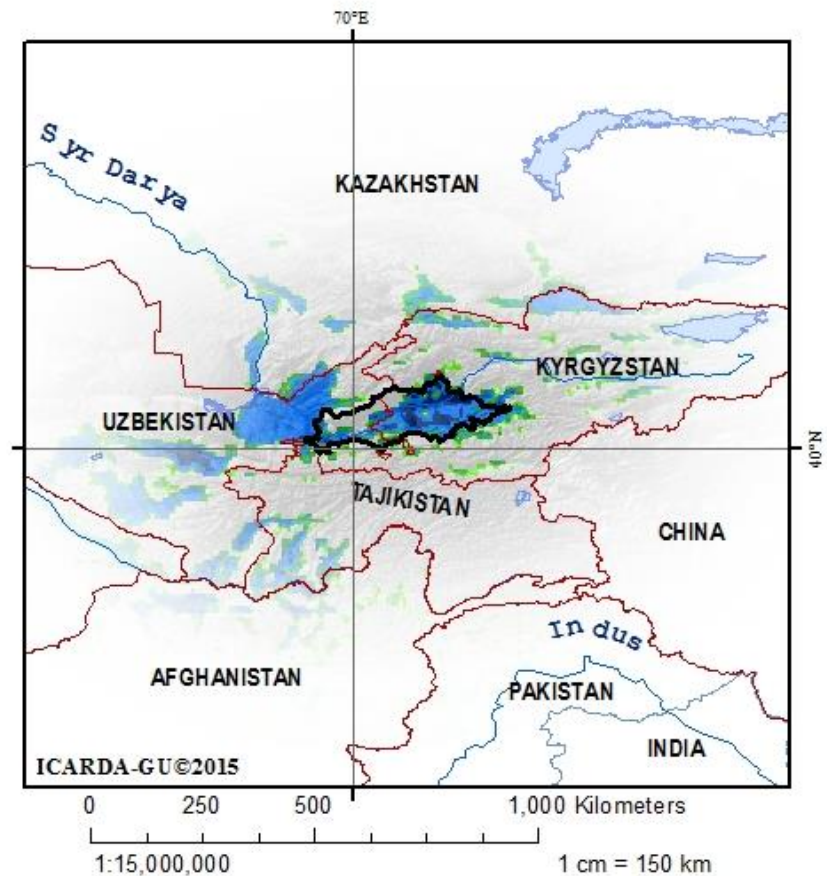 70°E
Syr Darya
KAZAKHSTAN
KYRGYZSTAN
UZBEKISTAN
40°N
TAJIKISTAN
CHINA
Indus
AFGHANISTAN
PAKISTAN
INDIA
ICARDA-GU©2015
0 250 500 1,000 Kilometers
1:15,000,000 1 cm = 150 km